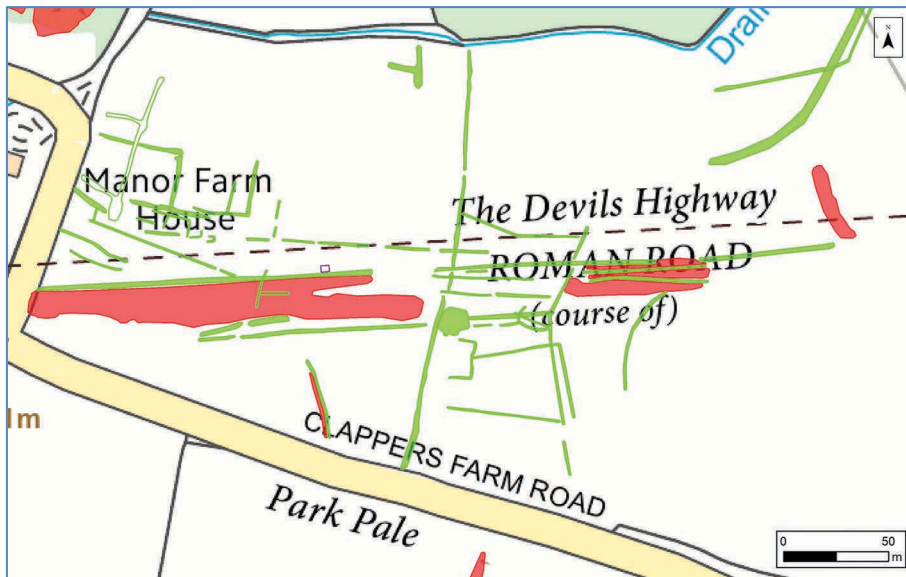 Drain
N
Manor Farm
House
The Devils Highway
ROMAN ROAD
(course of)
lm
CLAPPERS FARM ROAD
Park Pale
0 50
m